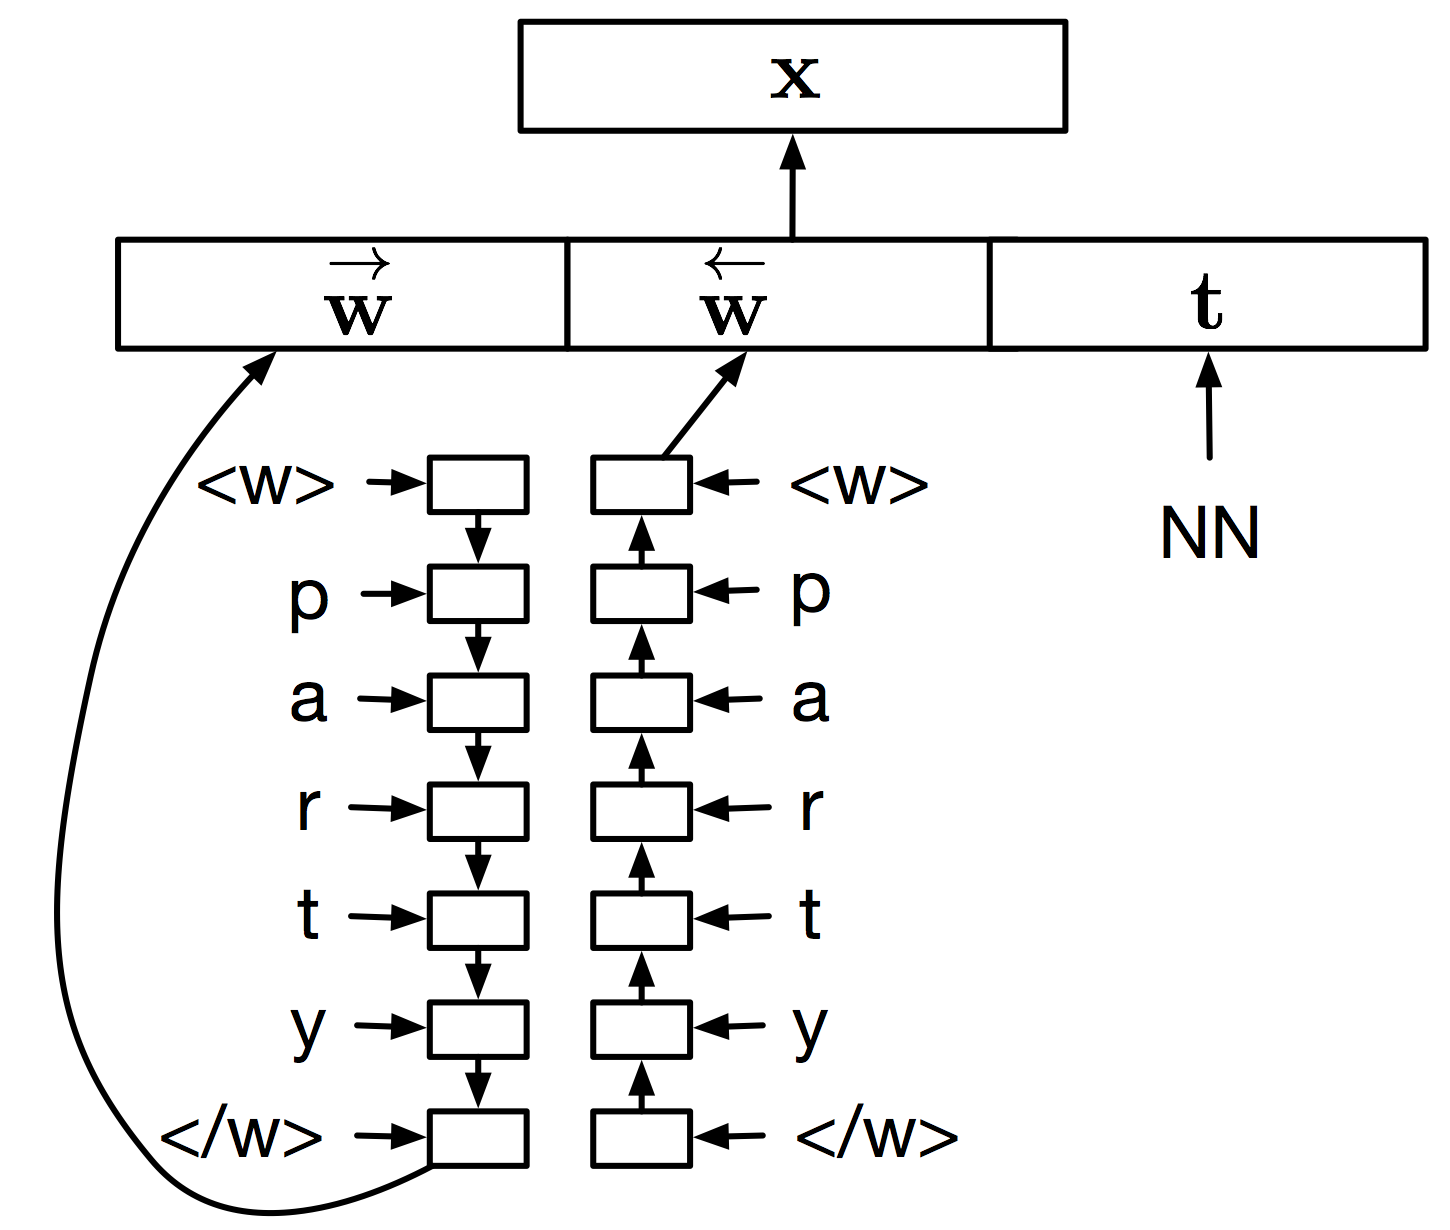 x
→w ←w t
<w> <w>
NN
p p
a a
r r
t t
y y
</w> </w>